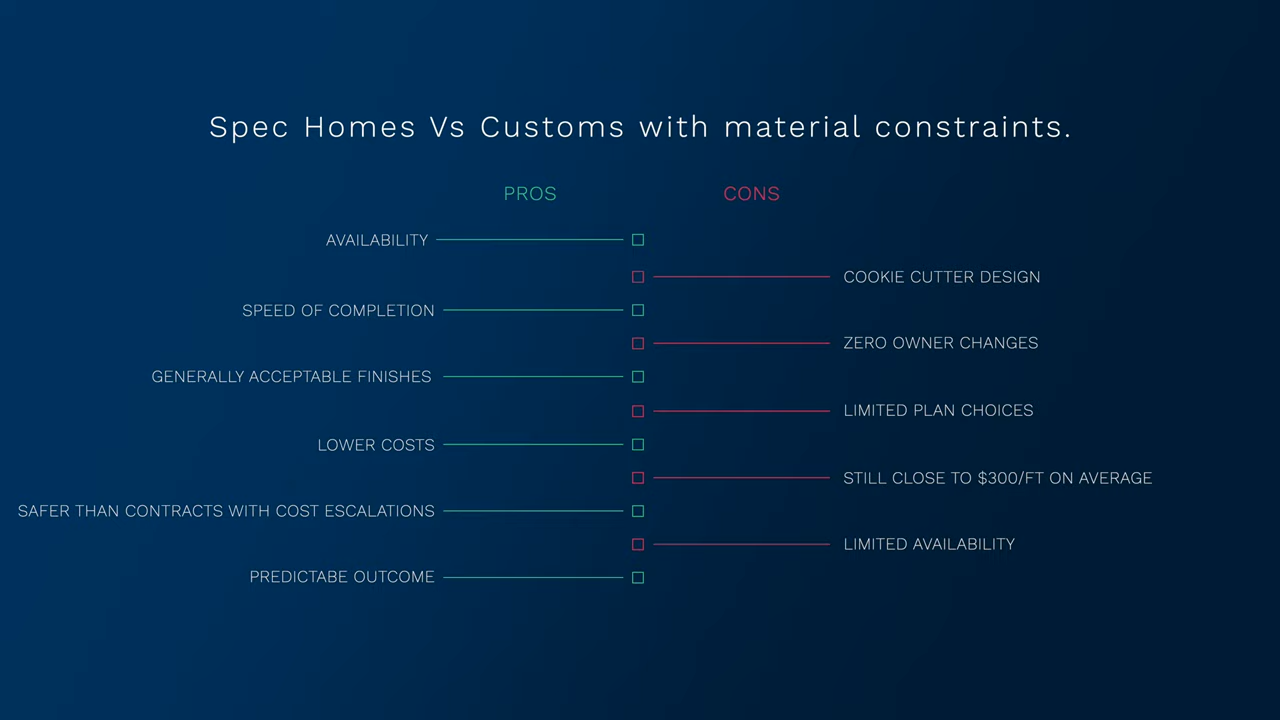 Spec Homes Vs Customs with material constraints.
PROS
CONS
AVAILABILITY
COOKIE CUTTER DESIGN
SPEED OF COMPLETION
ZERO OWNER CHANGES
GENERALLY ACCEPTABLE FINISHES
LIMITED PLAN CHOICES
LOWER COSTS
STILL CLOSE TO $300/FT ON AVERAGE
SAFER THAN CONTRACTS WITH COST ESCALATIONS
LIMITED AVAILABILITY
PREDICTABE OUTCOME